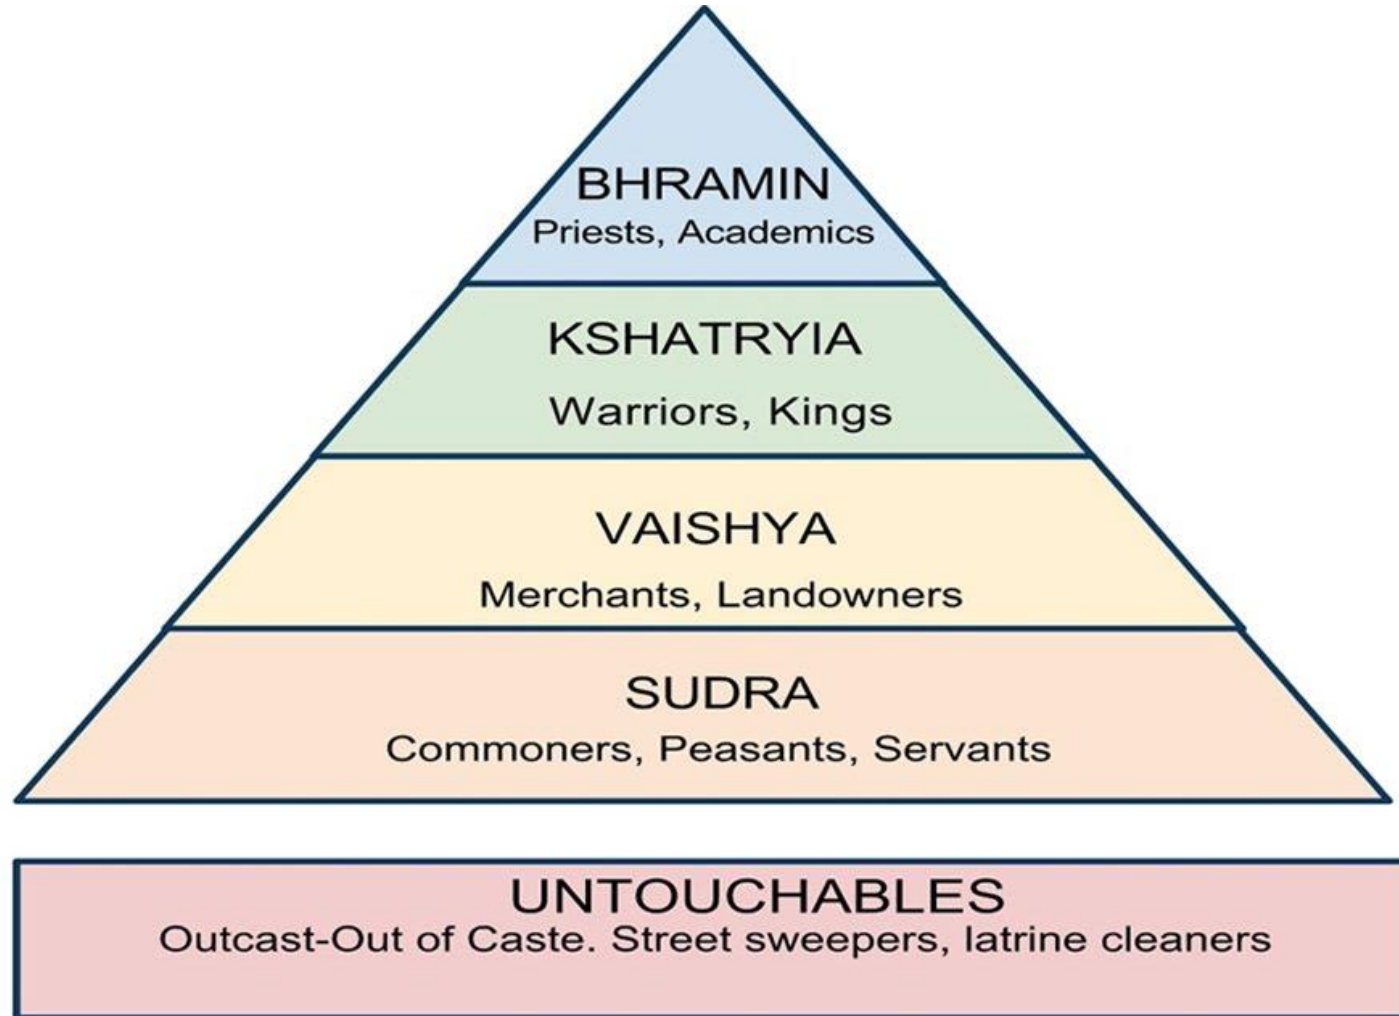 BHRAMIN
Priests, Academics
KSHATRYIA
Warriors, Kings
VAISHYA
Merchants, Landowners
SUDRA
Commoners, Peasants, Servants
UNTOUCHABLES
Outcast-Out of Caste. Street sweepers, latrine cleaners